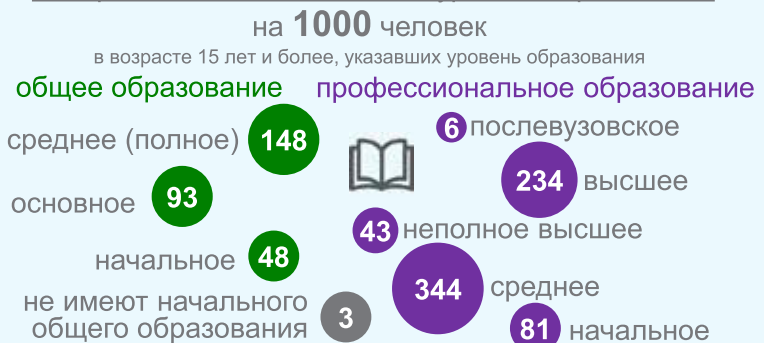 на 1000 человек
в возрасте 15 лет и более, указавших уровень образования
общее образование
профессиональное образование
среднее (полное) 148
6 послевузовское
234 высшее
основное 93
43 неполное высшее
начальное 48
344 среднее
не имеют начального
общего образования 3
81 начальное